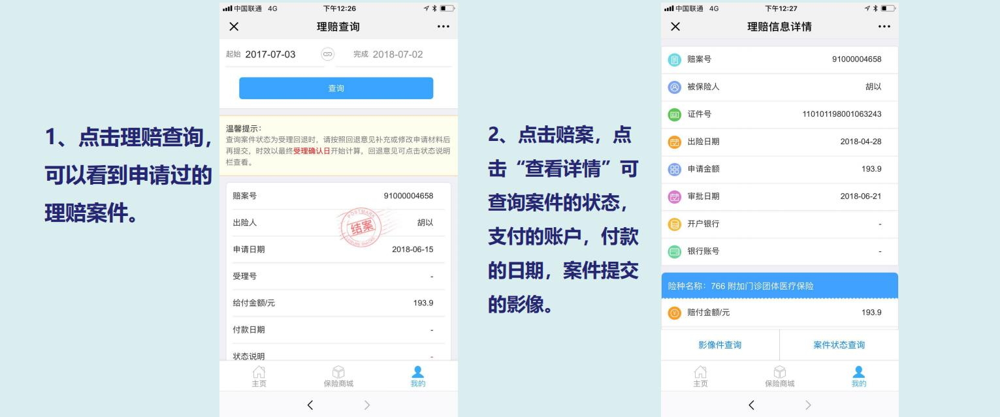 1、点击理赔查询，
可以看到申请过的
理赔案件。
中国联通 4G 下午12:26
理赔查询
起始 2017-07-03 完成 2018-07-02
查询
温馨提示：
查询案件状态为受理回退时，请按照回退意见补充或修改申请材料后
再提交，时效以最终受理确认日开始计算，回退意见可点击状态说明
栏查看。
赔案号 91000004658
出险人 胡以
POSTMARK
结案
申请日期 2018-06-15
受理号 -
给付金额/元 193.9
付款日期 -
状态说明 -
主页 保险商城 我的
2、点击赔案，点
击“查看详情”可
查询案件的状态，
支付的账户，付款
的日期，案件提交
的影像。
中国联通 4G 下午12:27
理赔信息详情
赔案号 91000004658
被保险人 胡以
证件号 110101198001063243
出险日期 2018-04-28
申请金额 193.9
审批日期 2018-06-21
开户银行 -
银行账号 -
险种名称：766 附加门诊团体医疗保险
赔付金额/元 193.9
影像件查询 案件状态查询
主页 保险商城 我的